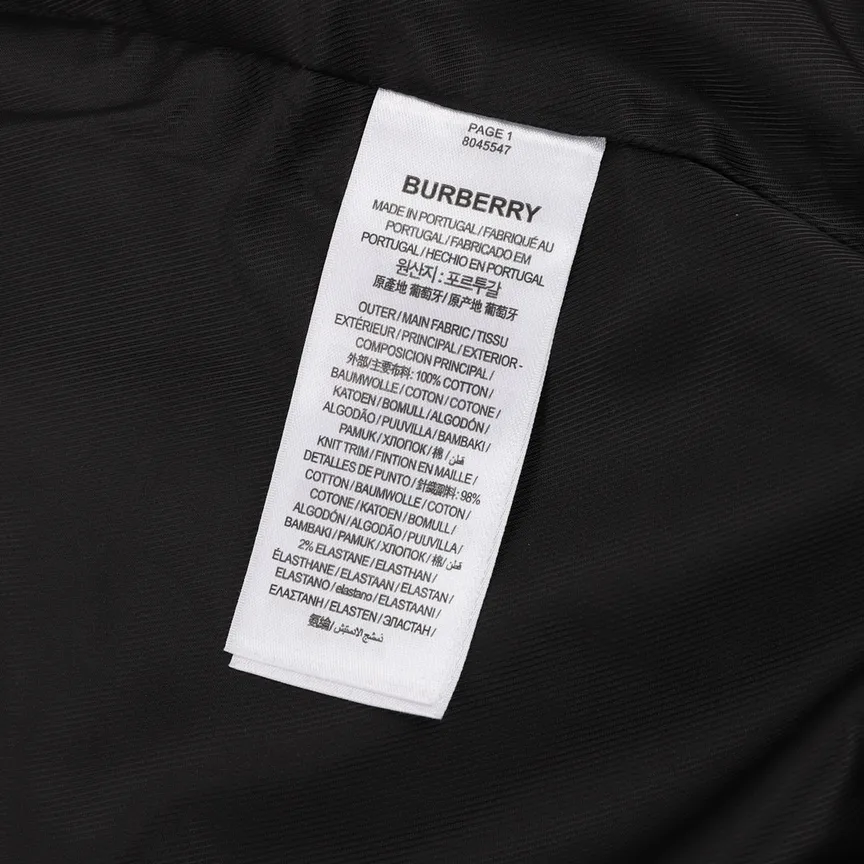 PAGE 1
8045547
BURBERRY
MADE IN PORTUGAL / FABRIQUÉ AU
PORTUGAL / FABRICADO EM
PORTUGAL / HECHO EN PORTUGAL
원산지 : 포르투갈
原產地 葡萄牙/ 原产地 葡萄牙
OUTER / MAIN FABRIC / TISSU
EXTÉRIEUR / PRINCIPAL / EXTERIOR -
COMPOSICION PRINCIPAL /
外部/主要布料: 100% COTTON /
BAUMWOLLE / COTON / COTONE /
KATOEN / BOMULL / ALGODÓN /
ALGODÃO / PUUVILLA / BAMBAKI /
PAMUK / ХЛОПОК / 棉 / قطن
KNIT TRIM / FINTION EN MAILLE /
DETALLES DE PUNTO / 針織副料: 98%
COTTON / BAUMWOLLE / COTON /
COTONE / KATOEN / BOMULL /
ALGODÓN / ALGODÃO / PUUVILLA /
BAMBAKI / PAMUK / ХЛОПОК / 棉/ قطن
2% ELASTANE / ELASTHAN /
ÉLASTHANE / ELASTAAN / ELASTAN /
ELASTANO / elastano / ELASTAANI /
ΕΛΑΣΤΑΝΗ / ELASTEN / ЭЛАСТАН /
氨綸/